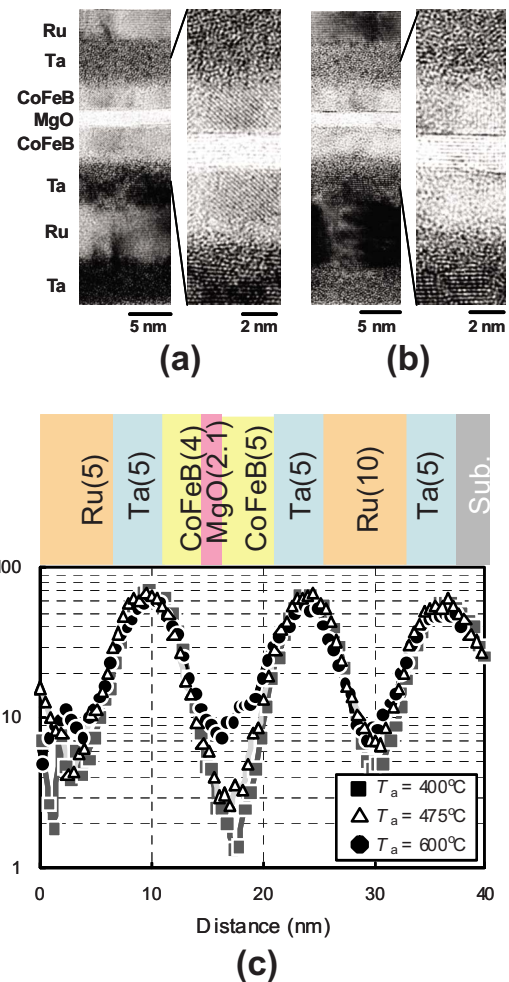 Ru
Ta
CoFeB
MgO
CoFeB
Ta
Ru
Ta
5 nm
2 nm
5 nm
2 nm
(a)
(b)
Ru(5)
Ta(5)
CoFeB(4)
MgO(2.1)
CoFeB(5)
Ta(5)
Ru(10)
Ta(5)
Sub.
100
10
1
0
10
20
30
40
Ta = 400°C
Ta = 475°C
Ta = 600°C
Distance (nm)
(c)